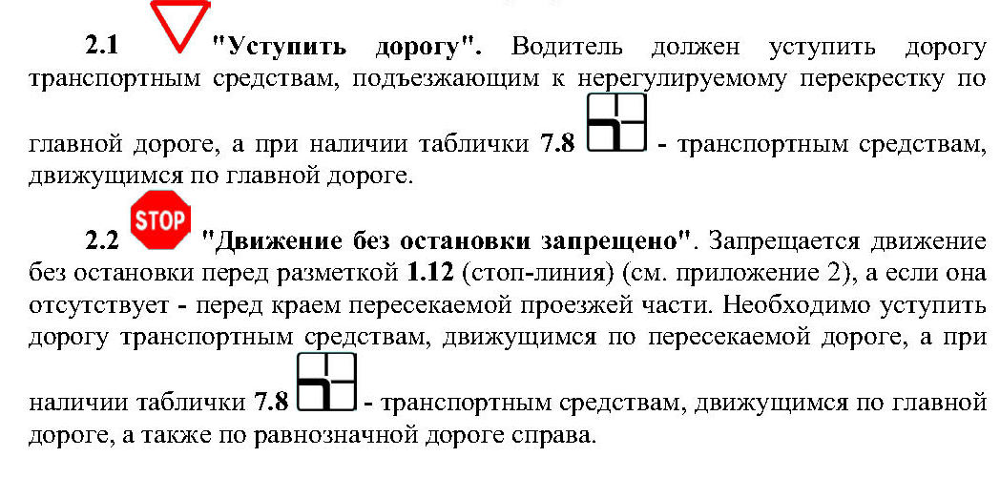 2.1 "Уступить дорогу". Водитель должен уступить дорогу
транспортным средствам, подъезжающим к нерегулируемому перекрестку по
главной дороге, а при наличии таблички 7.8 - транспортным средствам,
движущимся по главной дороге.
STOP
2.2 "Движение без остановки запрещено". Запрещается движение
без остановки перед разметкой 1.12 (стоп-линия) (см. приложение 2), а если она
отсутствует - перед краем пересекаемой проезжей части. Необходимо уступить
дорогу транспортным средствам, движущимся по пересекаемой дороге, а при
наличии таблички 7.8 - транспортным средствам, движущимся по главной
дороге, а также по равнозначной дороге справа.